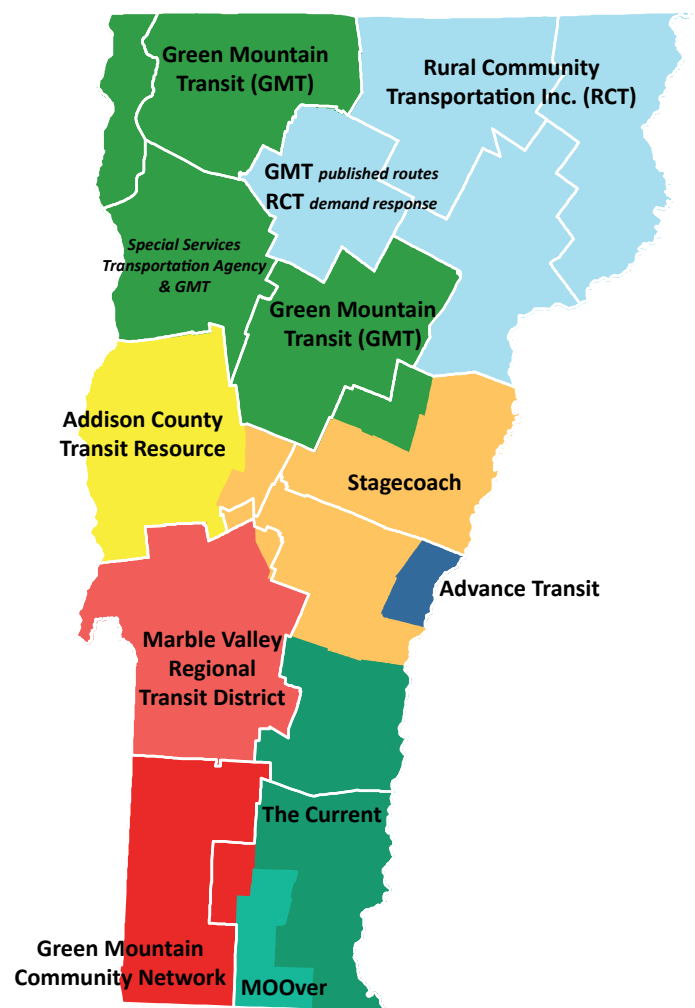 Green Mountain
Transit (GMT)
Rural Community
Transportation Inc. (RCT)
GMT published routes
RCT demand response
Special Services
Transportation Agency
& GMT
Green Mountain
Transit (GMT)
Addison County
Transit Resource
Stagecoach
Advance Transit
Marble Valley
Regional
Transit District
The Current
Green Mountain
Community Network
MOOver